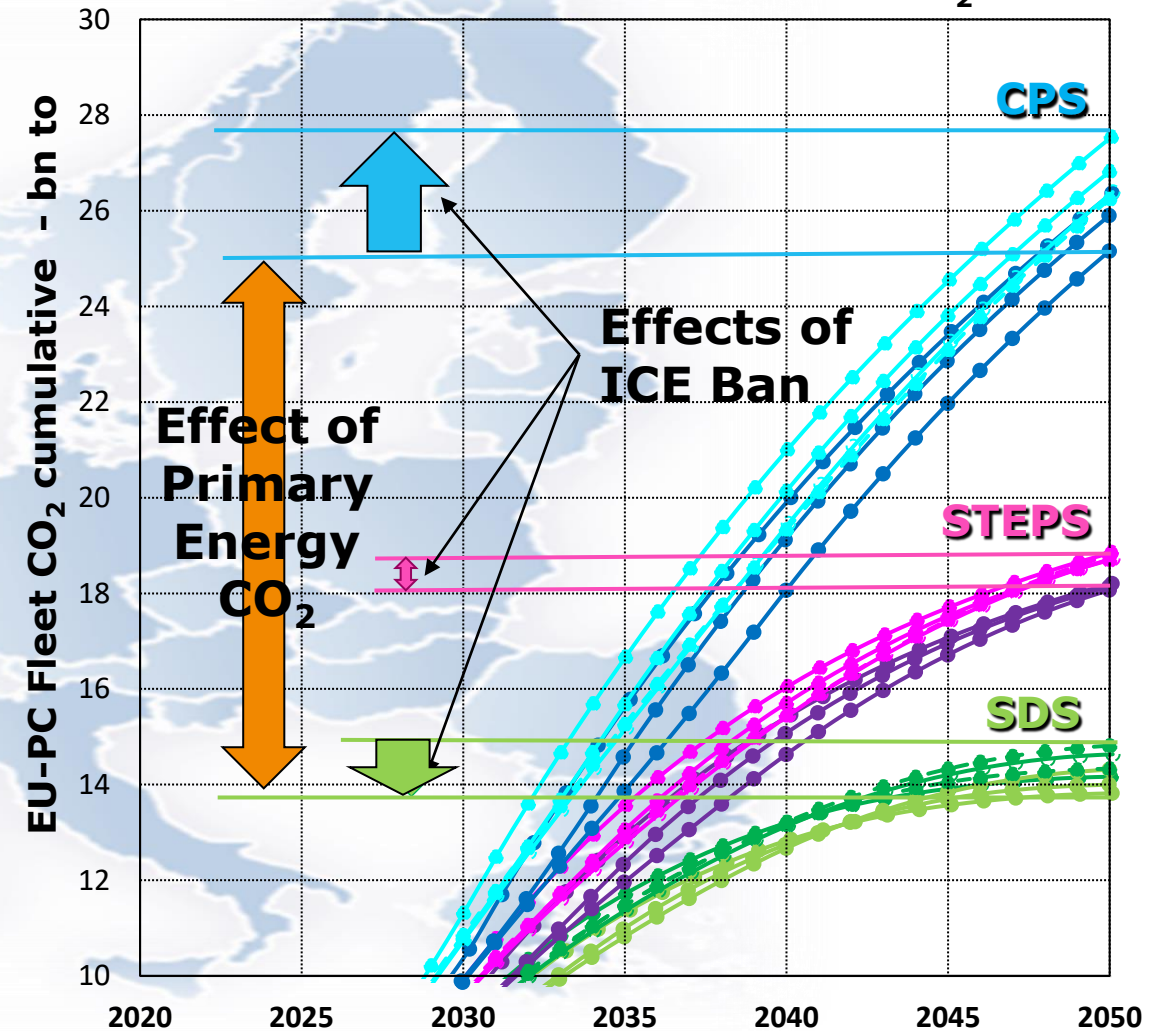 2
30
28
26
24
22
20
18
16
14
12
10
EU-PC Fleet CO2 cumulative - bn to
CPS
Effects of
ICE Ban
Effect of
Primary
Energy
CO2
STEPS
SDS
2020
2025
2030
2035
2040
2045
2050